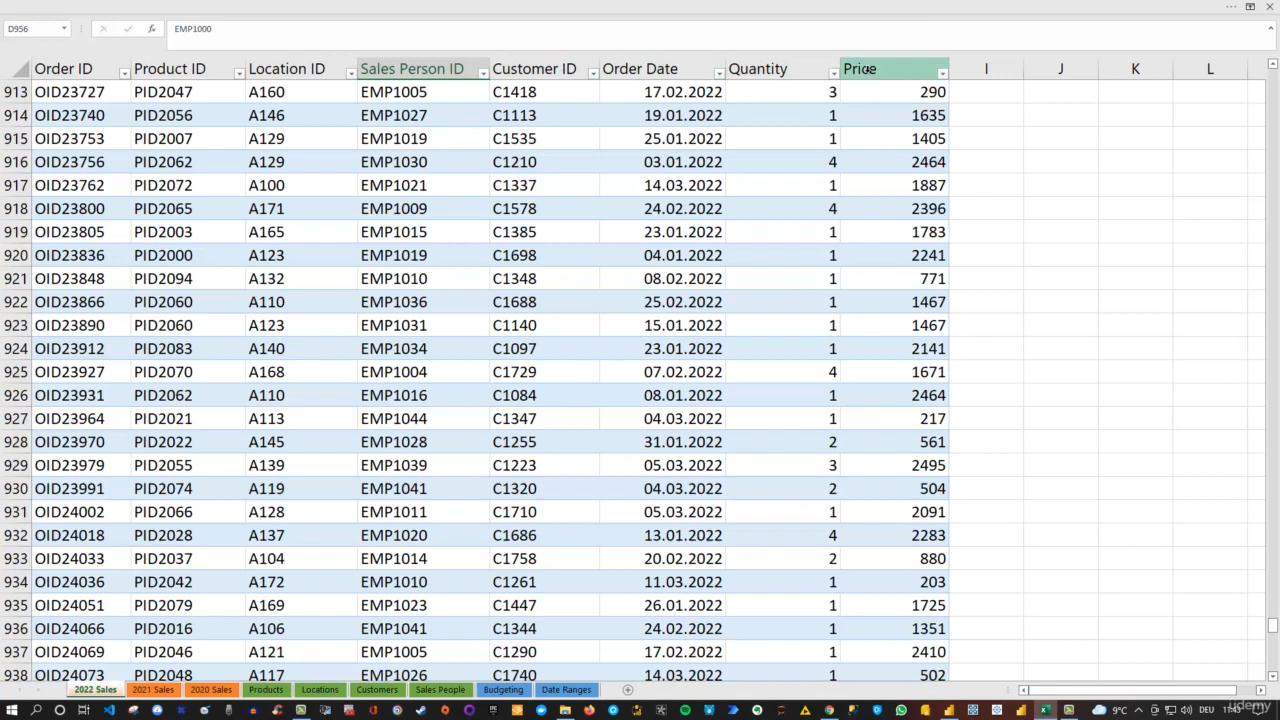 D956 EMP1000
Order ID Product ID Location ID Sales Person ID Customer ID Order Date Quantity Price I J K L
913 OID23727 PID2047 A160 EMP1005 C1418 17.02.2022 3 290
914 OID23740 PID2056 A146 EMP1027 C1113 19.01.2022 1 1635
915 OID23753 PID2007 A129 EMP1019 C1535 25.01.2022 1 1405
916 OID23756 PID2062 A129 EMP1030 C1210 03.01.2022 4 2464
917 OID23762 PID2072 A100 EMP1021 C1337 14.03.2022 1 1887
918 OID23800 PID2065 A171 EMP1009 C1578 24.02.2022 4 2396
919 OID23805 PID2003 A165 EMP1015 C1385 23.01.2022 1 1783
920 OID23836 PID2000 A123 EMP1019 C1698 04.01.2022 1 2241
921 OID23848 PID2094 A132 EMP1010 C1348 08.02.2022 1 771
922 OID23866 PID2060 A110 EMP1036 C1688 25.02.2022 1 1467
923 OID23890 PID2060 A123 EMP1031 C1140 15.01.2022 1 1467
924 OID23912 PID2083 A140 EMP1034 C1097 23.01.2022 1 2141
925 OID23927 PID2070 A168 EMP1004 C1729 07.02.2022 4 1671
926 OID23931 PID2062 A110 EMP1016 C1084 08.01.2022 1 2464
927 OID23964 PID2021 A113 EMP1044 C1347 04.03.2022 1 217
928 OID23970 PID2022 A145 EMP1028 C1255 31.01.2022 2 561
929 OID23979 PID2055 A139 EMP1039 C1223 05.03.2022 3 2495
930 OID23991 PID2074 A119 EMP1041 C1320 04.03.2022 2 504
931 OID24002 PID2066 A128 EMP1011 C1710 05.03.2022 1 2091
932 OID24018 PID2028 A137 EMP1020 C1686 13.01.2022 4 2283
933 OID24033 PID2037 A104 EMP1014 C1758 20.02.2022 2 880
934 OID24036 PID2042 A172 EMP1010 C1261 11.03.2022 1 203
935 OID24051 PID2079 A169 EMP1023 C1447 26.01.2022 1 1725
936 OID24066 PID2016 A106 EMP1041 C1344 24.02.2022 1 1351
937 OID24069 PID2046 A121 EMP1005 C1290 17.02.2022 1 2410
938 OID24073 PID2048 A117 EMP1026 C1740 14.03.2022 1 502
2022 Sales 2021 Sales 2020 Sales Products Locations Customers Sales People Budgeting Date Ranges
9°C DEU
Udemy